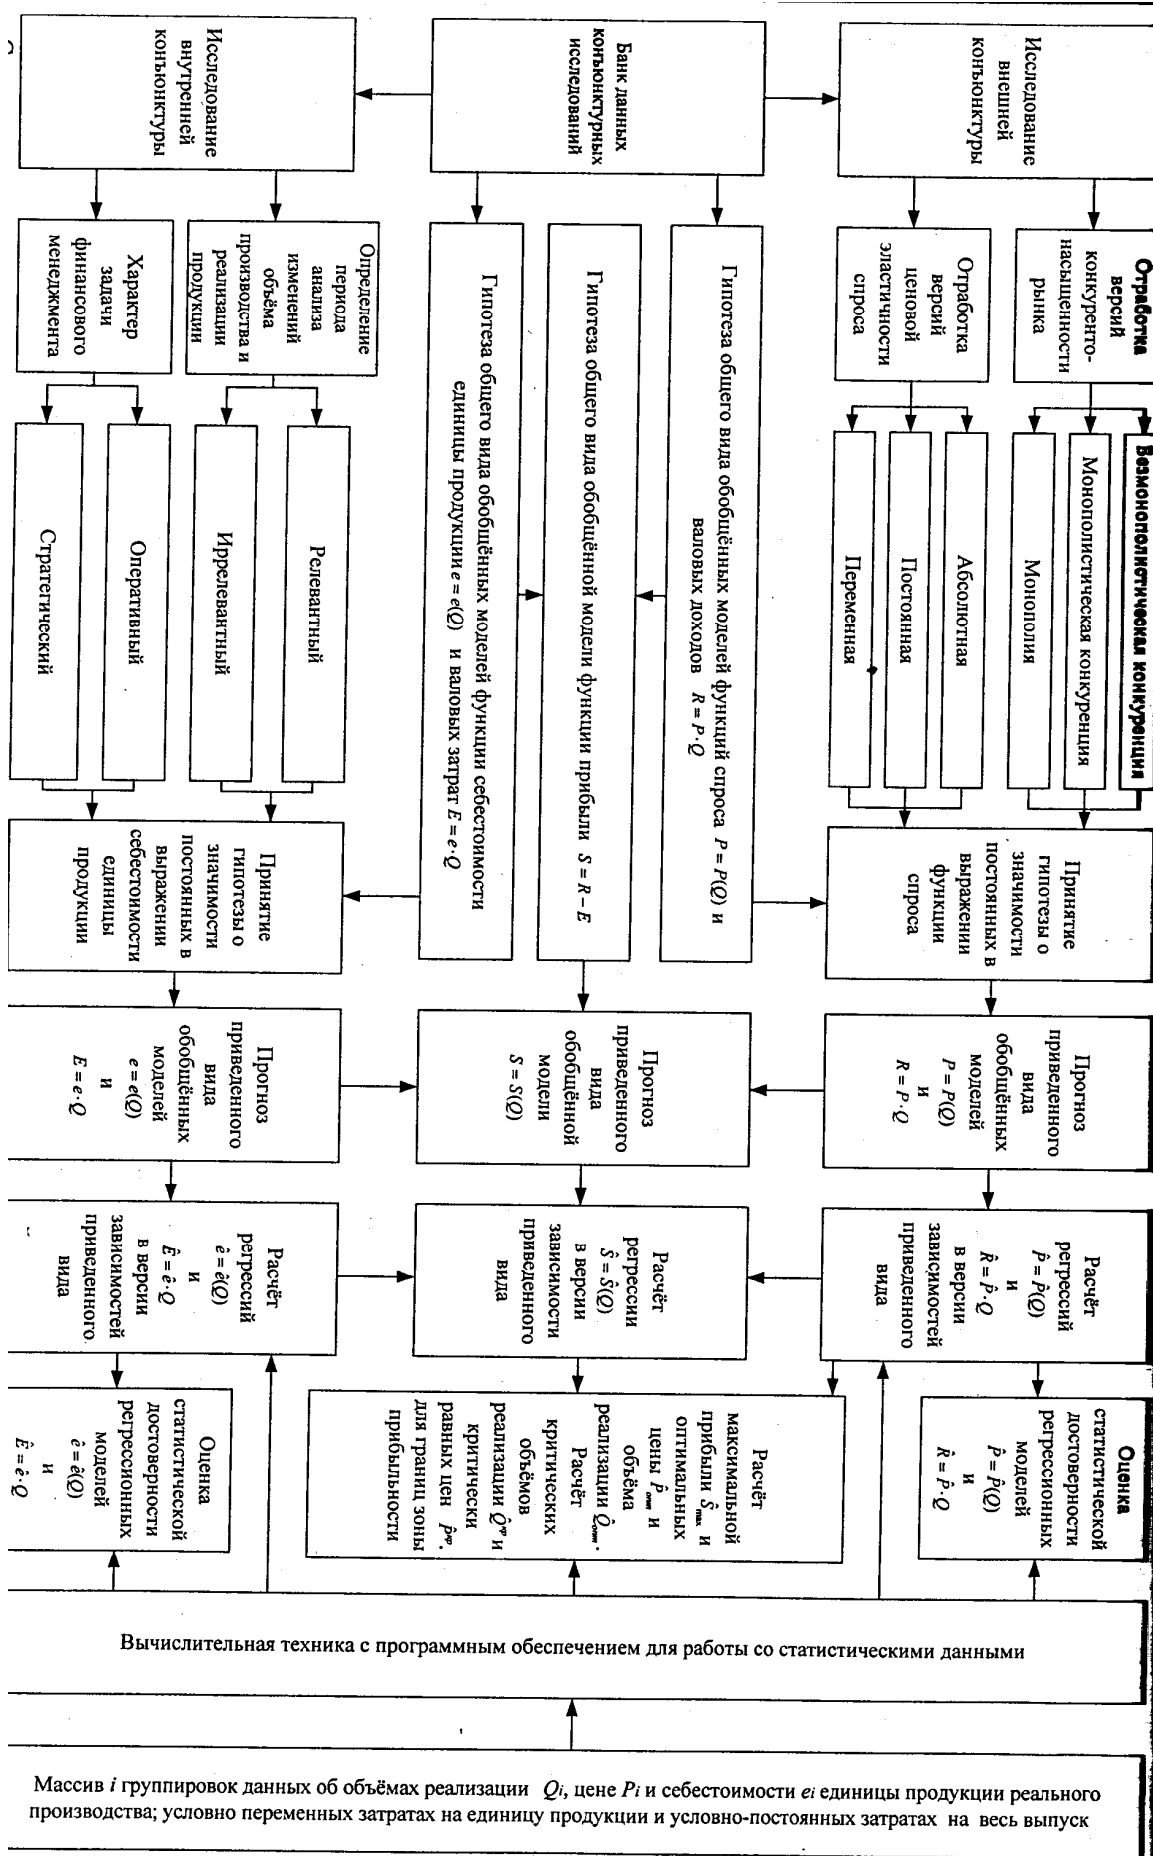 Исследование
внешней
конъюнктуры
Банк данных
конъюнктурных
исследований
Исследование
внутренней
конъюнктуры
Отработка
версий
конкуренто-
насыщенности
рынка
Отработка
версий
ценовой
эластичности
спроса
Гипотеза общего вида обобщённых моделей функций спроса P = P(Q) и
валовых доходов R = P·Q
Гипотеза общего вида обобщённой модели функции прибыли S = R − E
Гипотеза общего вида обобщённых моделей функции себестоимости
единицы продукции e = e(Q) и валовых затрат E = e·Q
Определение
периода
анализа
изменений
объёма
производства и
реализации
продукции
Характер
задачи
финансового
менеджмента
Безмонополистическая конкуренция
Монополистическая конкуренция
Монополия
Абсолютная
Постоянная
Переменная
Релевантный
Ирревелантный
Оперативный
Стратегический
Принятие
гипотезы о
значимости
постоянных в
выражении
функции
спроса
Принятие
гипотезы о
значимости
постоянных в
выражении
себестоимости
единицы
продукции
Прогноз
приведенного
вида
обобщённых
моделей
P = P(Q)
и
R = P·Q
Прогноз
приведенного
вида
обобщённой
модели
S = S(Q)
Прогноз
приведенного
вида
обобщённых
моделей
e = e(Q)
и
E = e·Q
Расчёт
регрессий
P̂ = P̂(Q)
и
R̂ = P̂·Q
в версии
зависимостей
приведенного
вида
Расчёт
регрессии
Ŝ = Ŝ(Q)
в версии
зависимости
приведенного
вида
Расчёт
регрессий
ê = ê(Q)
и
Ê = ê·Q
в версии
зависимостей
приведенного
вида
Оценка
статистической
достоверности
регрессионных
моделей
P̂ = P̂(Q)
и
R̂ = P̂·Q
Расчёт
максимальной
прибыли Ŝmax и
оптимальных
цены P̂опт и
объёма
реализации Q̂опт.
Расчёт
критических
объёмов
реализации Q̂кр и
критически
равных цен P̂кр.
для границ зоны
прибыльности
Оценка
статистической
достоверности
регрессионных
моделей
ê = ê(Q)
и
Ê = ê·Q
Вычислительная техника с программным обеспечением для работы со статистическими данными
Массив i группировок данных об объёмах реализации Qi, цене Pi и себестоимости ei единицы продукции реального
производства; условно переменных затратах на единицу продукции и условно-постоянных затратах на весь выпуск